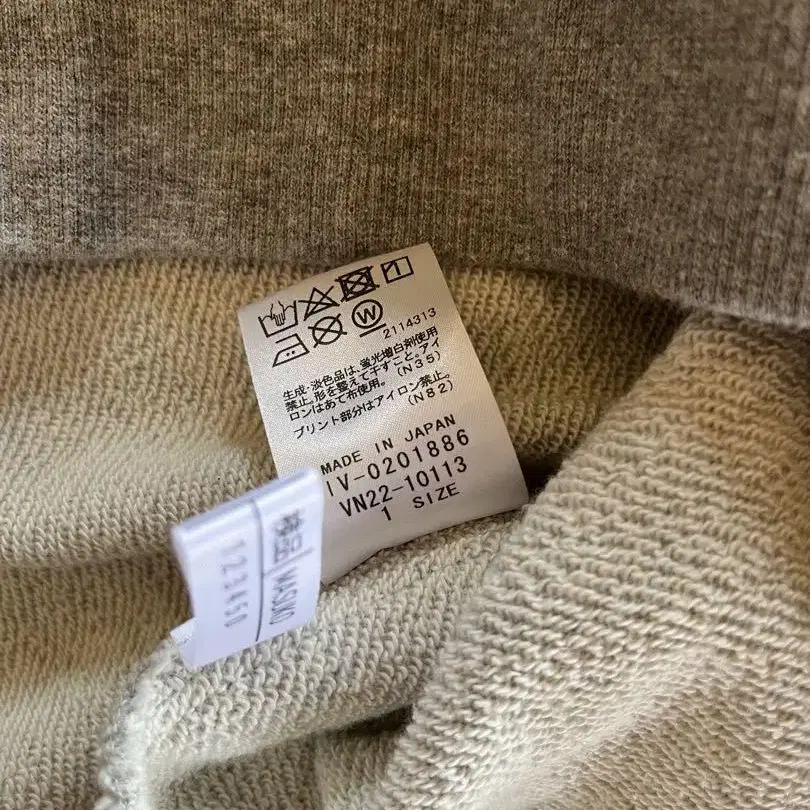 2114313
生成・淡色品は、蛍光増白剤使用
禁止。形を整えて干すこと。アイ
ロンはあて布使用。(N35)
プリント部分はアイロン禁止。
(N82)
MADE IN JAPAN
IV-0201886
VN22-10113
1 SIZE
123450